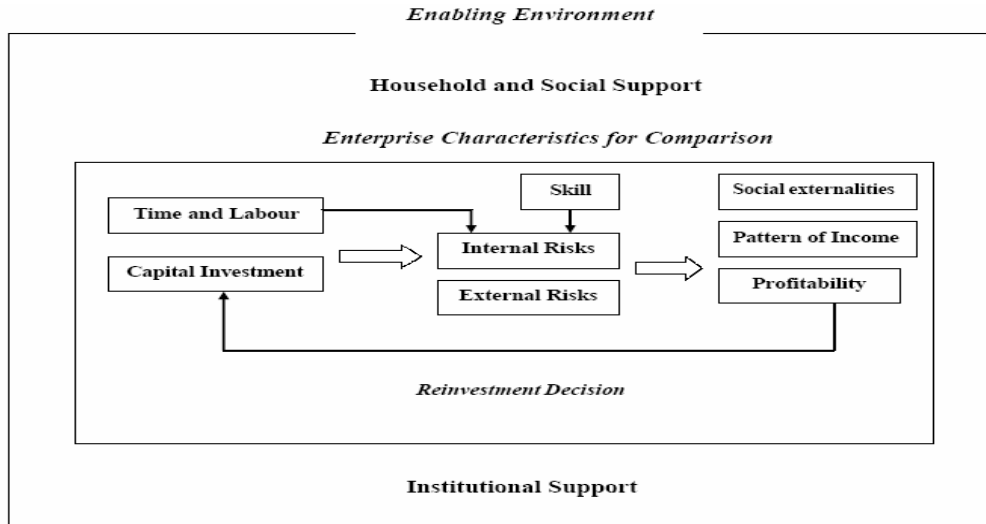 Enabling Environment
Household and Social Support
Enterprise Characteristics for Comparison
Time and Labour
Capital Investment
Skill
Internal Risks
External Risks
Social externalities
Pattern of Income
Profitability
Reinvestment Decision
Institutional Support